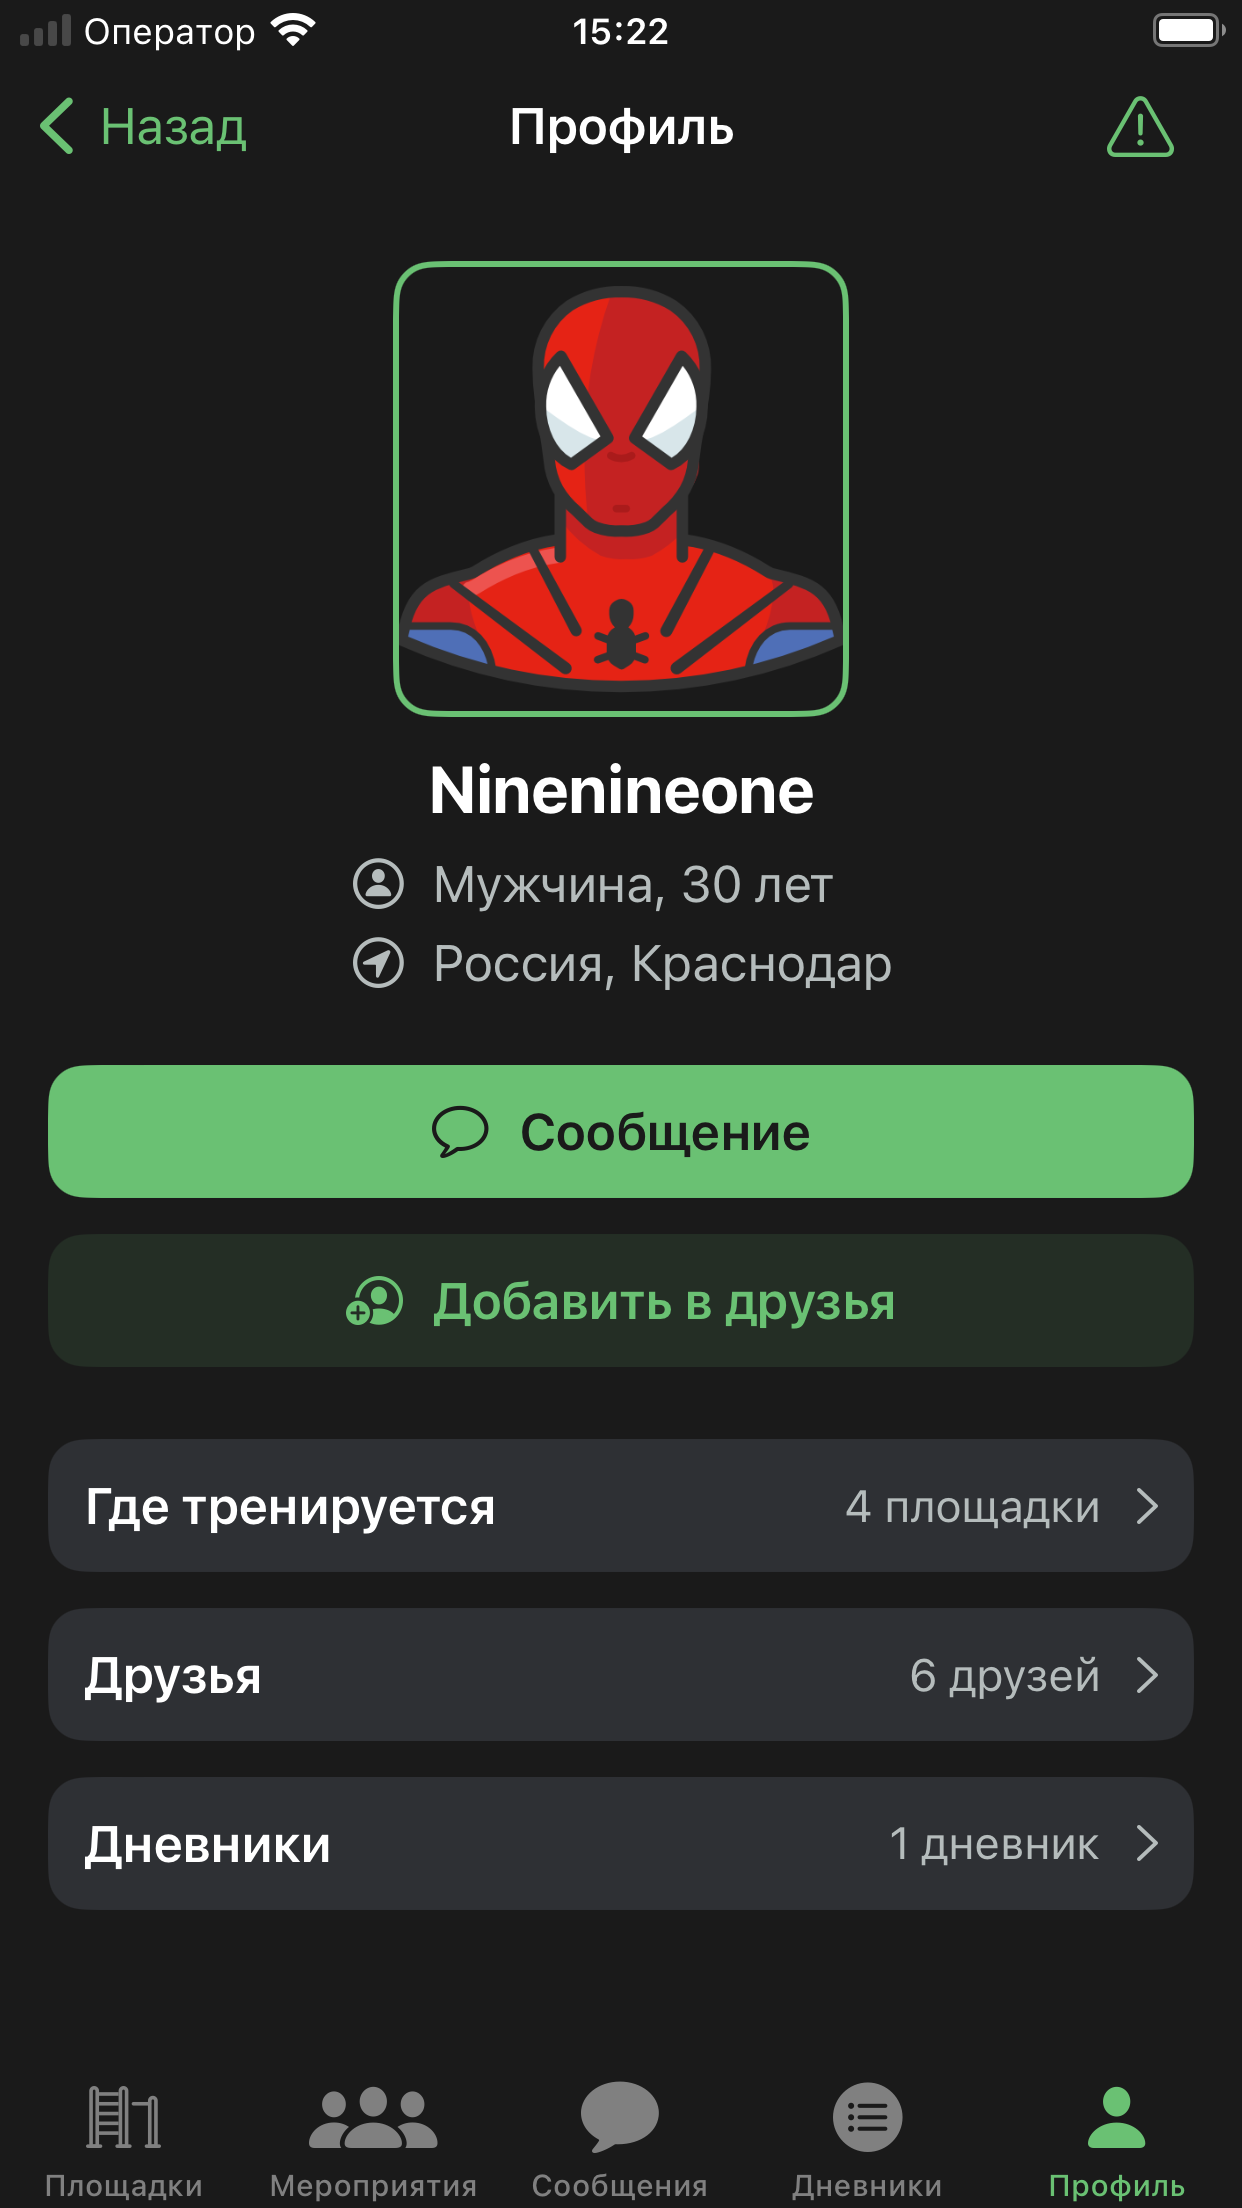 Оператор 15:22
Назад Профиль
Ninenineone
Мужчина, 30 лет
Россия, Краснодар
Сообщение
Добавить в друзья
Где тренируется 4 площадки
Друзья 6 друзей
Дневники 1 дневник
Площадки Мероприятия Сообщения Дневники Профиль